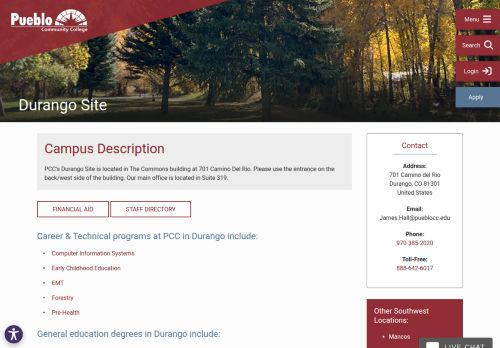 Pueblo
Community College
Menu
Search
Login
Apply
Durango Site
Campus Description
PCC's Durango Site is located in The Commons building at 701 Camino Del Rio. Please use the entrance on the
back/west side of the building. Our main office is located in Suite 319.
FINANCIAL AID
STAFF DIRECTORY
Career & Technical programs at PCC in Durango include:
Computer Information Systems
Early Childhood Education
EMT
Forestry
Pre-Health
General education degrees in Durango include:
Contact
Address:
701 Camino del Rio
Durango, CO 81301
United States
Email:
James.Hall@pueblocc.edu
Phone:
970-385-2020
Toll-Free:
888-642-6017
Other Southwest
Locations:
Mancos
LIVE CHAT